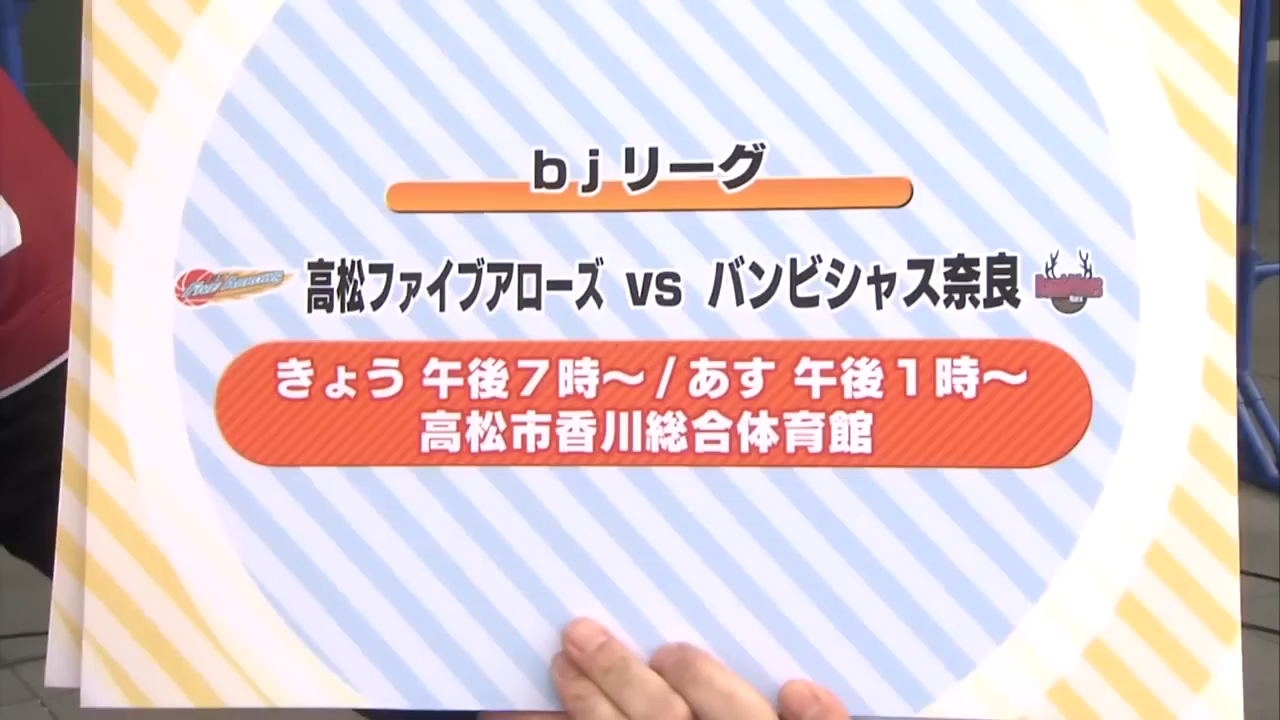 bjリーグ
高松ファイブアローズ vs バンビシャス奈良
きょう 午後7時～/あす 午後1時～
高松市香川総合体育館